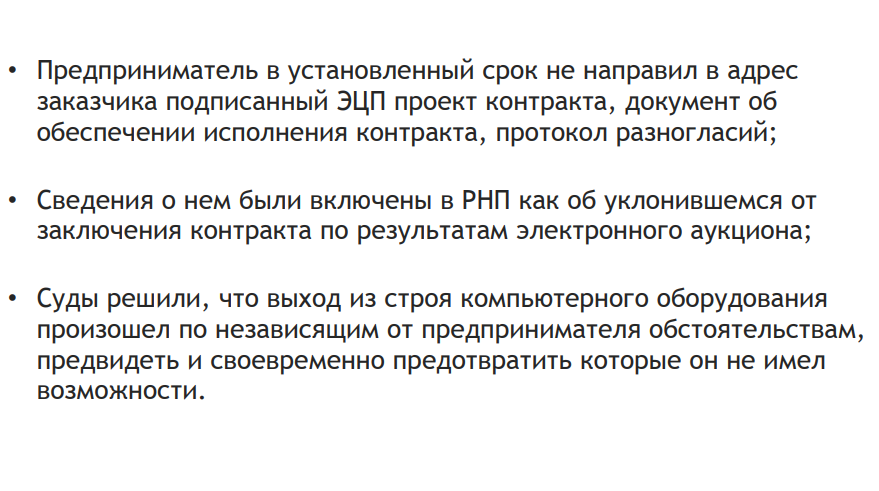 • Предприниматель в установленный срок не направил в адрес
заказчика подписанный ЭЦП проект контракта, документ об
обеспечении исполнения контракта, протокол разногласий;
• Сведения о нем были включены в РНП как об уклонившемся от
заключения контракта по результатам электронного аукциона;
• Суды решили, что выход из строя компьютерного оборудования
произошел по независящим от предпринимателя обстоятельствам,
предвидеть и своевременно предотвратить которые он не имел
возможности.